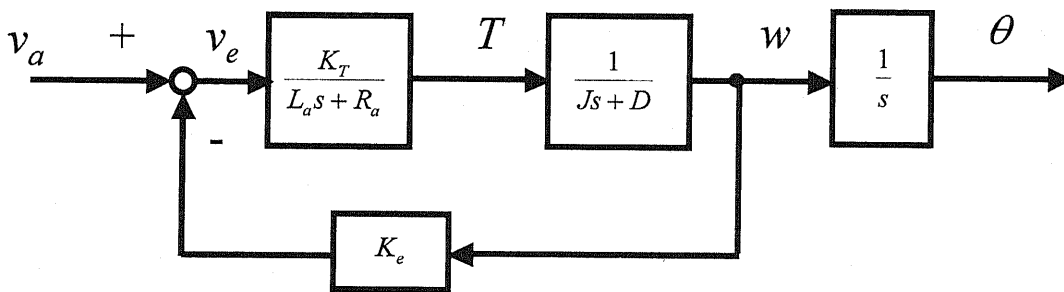 v_a + v_e K_T / (L_a s + R_a) T 1 / (Js + D) w 1 / s θ
-
K_e